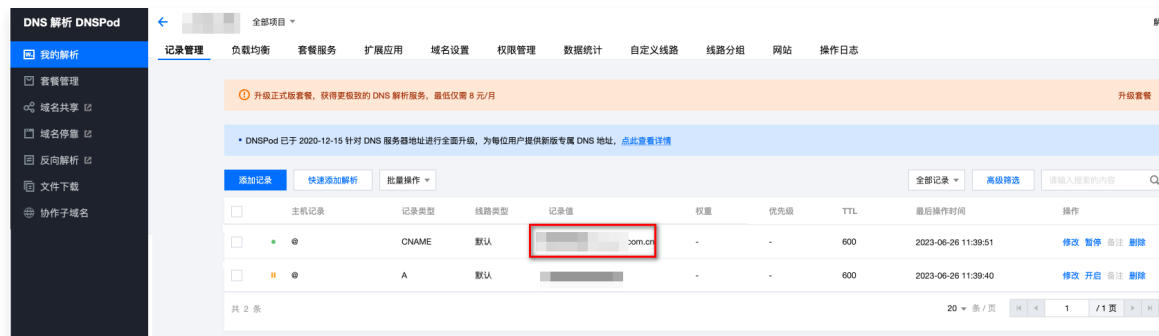 DNS 解析 DNSPod
全部项目
记录管理 负载均衡 套餐服务 扩展应用 域名设置 权限管理 数据统计 自定义线路 线路分组 网站 操作日志
我的解析
套餐管理
域名共享
域名停靠
反向解析
文件下载
协作子域名
升级正式版套餐，获得更极致的 DNS 解析服务，最低仅需 8 元/月 升级套餐
• DNSPod 已于 2020-12-15 针对 DNS 服务器地址进行全面升级，为每位用户提供新版专属 DNS 地址，点此查看详情
添加记录 快速添加解析 批量操作 全部记录 高级筛选 请输入搜索的内容
主机记录 记录类型 线路类型 记录值 权重 优先级 TTL 最后操作时间 操作
@ CNAME 默认 com.cn - - 600 2023-06-26 11:39:51 修改 暂停 备注 删除
@ A 默认 - - 600 2023-06-26 11:39:40 修改 开启 备注 删除
共 2 条 20 条 / 页 1 / 1 页